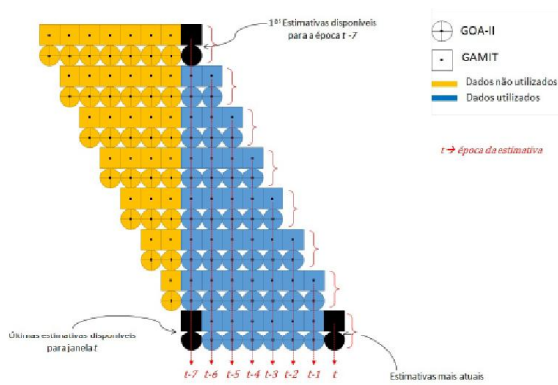 1ªˢ Estimativas disponíveis
para a época t -7
GOA-II
GAMIT
Dados não utilizados
Dados utilizados
t → época da estimativa
Últimas estimativas disponíveis
para janela t
t-7 t-6 t-5 t-4 t-3 t-2 t-1 t
Estimativas mais atuais